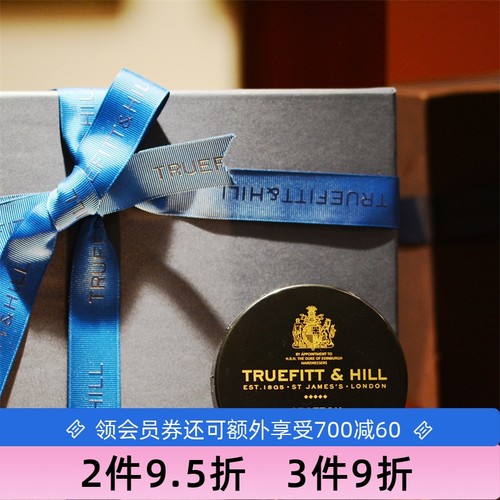 TRUEFITT&HILL
TRUEF
TRUEFITT&HILL
TRUEFITT&HILL
BY APPOINTMENT TO
H.R.H. THE DUKE OF EDINBURGH
HAIRDRESSERS
TRUEFITT & HILL
EST. 1805 · ST JAMES'S · LONDON
领会员券还可额外享受700减60
2件9.5折 3件9折